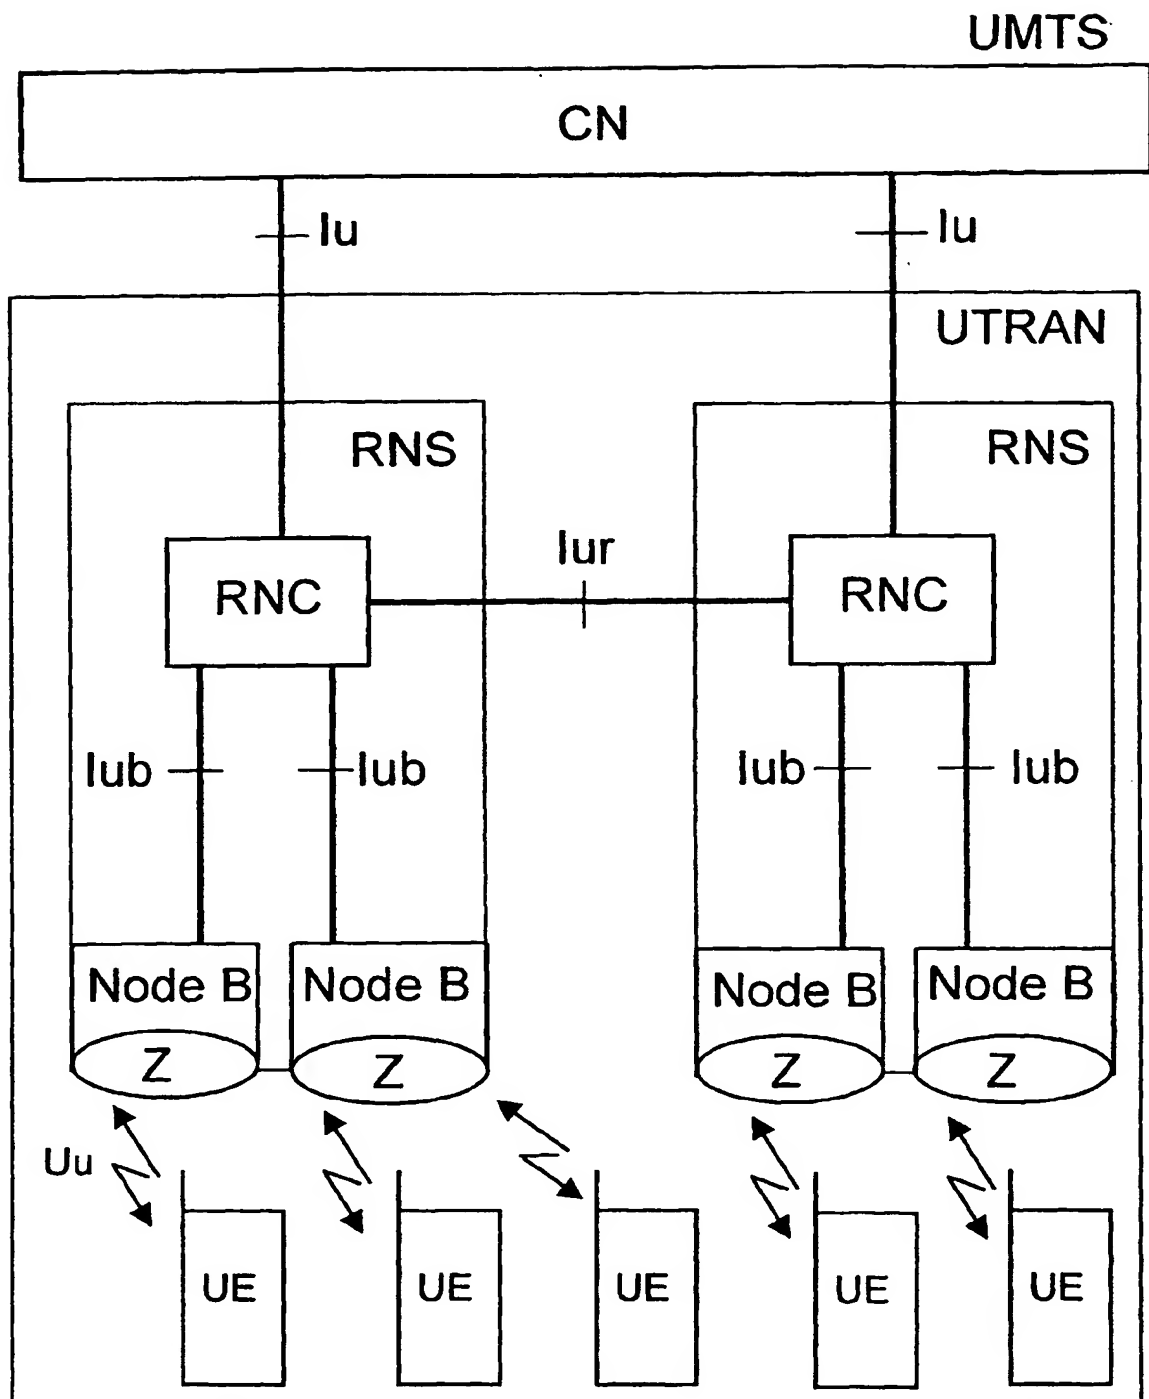 UMTS
CN
Iu
Iu
UTRAN
RNS
RNS
Iur
RNC
RNC
Iub
Iub
Iub
Iub
Node B
Node B
Node B
Node B
Z
Z
Z
Z
Uu
UE
UE
UE
UE
UE